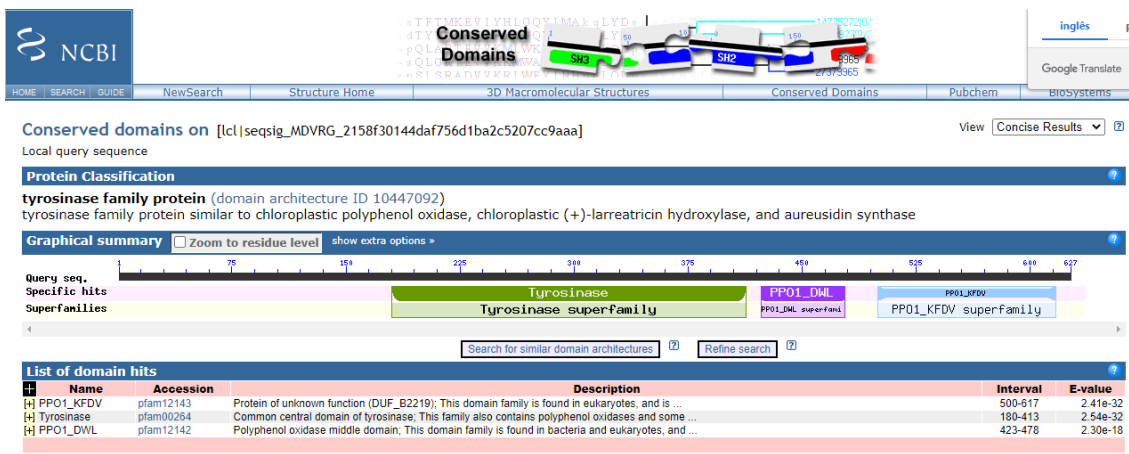 NCBI
Conserved
Domains
SH3
SH2
inglês
Google Translate
HOME SEARCH GUIDE NewSearch Structure Home 3D Macromolecular Structures Conserved Domains Pubchem BioSystems
Conserved domains on [lcl|seqsig_MDVRG_2158f30144daf756d1ba2c5207cc9aaa]
View Concise Results
Local query sequence
Protein Classification
tyrosinase family protein (domain architecture ID 10447092)
tyrosinase family protein similar to chloroplastic polyphenol oxidase, chloroplastic (+)-larreatricin hydroxylase, and aureusidin synthase
Graphical summary Zoom to residue level show extra options »
1 75 150 225 300 375 450 525 600 627
Query seq.
Specific hits Tyrosinase PPO1_DWL PPO1_KFDV
Superfamilies Tyrosinase superfamily PPO1_DWL superfami PPO1_KFDV superfamily
Search for similar domain architectures ? Refine search ?
List of domain hits
+ Name Accession Description Interval E-value
[+] PPO1_KFDV pfam12143 Protein of unknown function (DUF_B2219); This domain family is found in eukaryotes, and is ... 500-617 2.41e-32
[+] Tyrosinase pfam00264 Common central domain of tyrosinase; This family also contains polyphenol oxidases and some ... 180-413 2.54e-32
[+] PPO1_DWL pfam12142 Polyphenol oxidase middle domain; This domain family is found in bacteria and eukaryotes, and ... 423-478 2.30e-18